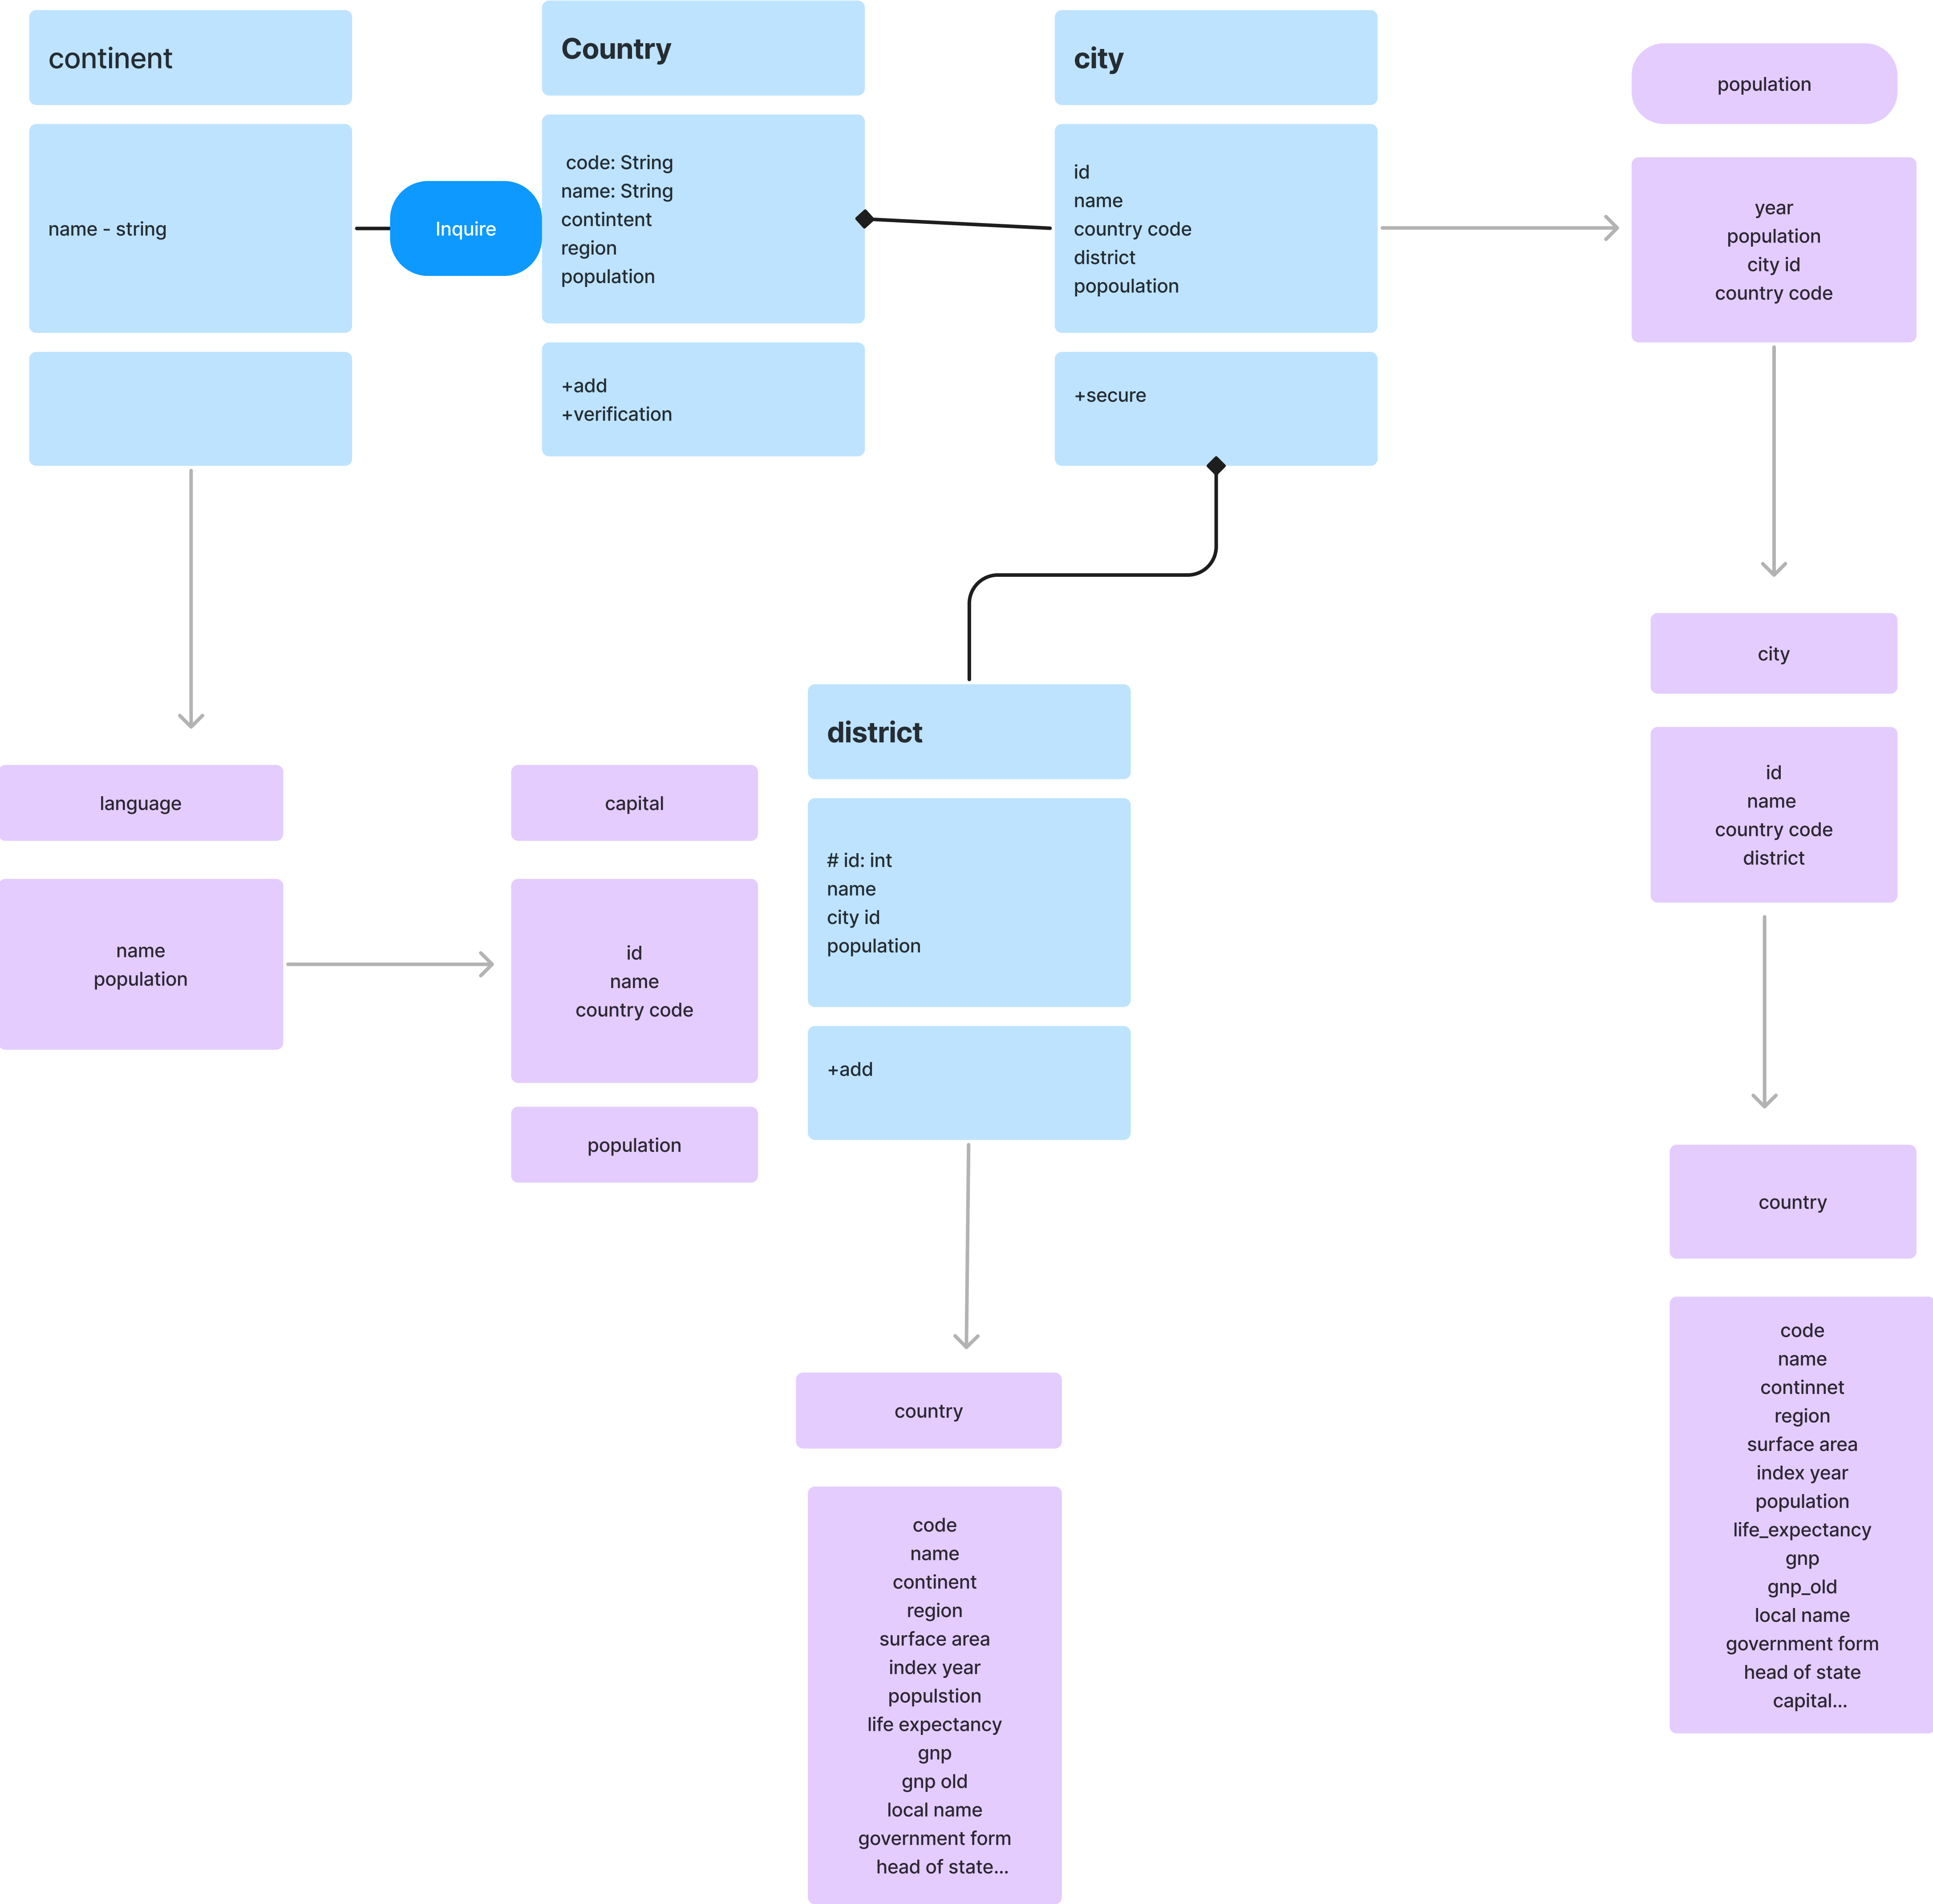 continent
name - string
Inquire
Country
code: String
name: String
contintent
region
population
+add
+verification
city
id
name
country code
district
popoulation
+secure
population
year
population
city id
country code
city
id
name
country code
district
country
code
name
continnet
region
surface area
index year
population
life_expectancy
gnp
gnp_old
local name
government form
head of state
capital...
language
name
population
capital
id
name
country code
population
district
# id: int
name
city id
population
+add
country
code
name
continent
region
surface area
index year
populstion
life expectancy
gnp
gnp old
local name
government form
head of state...